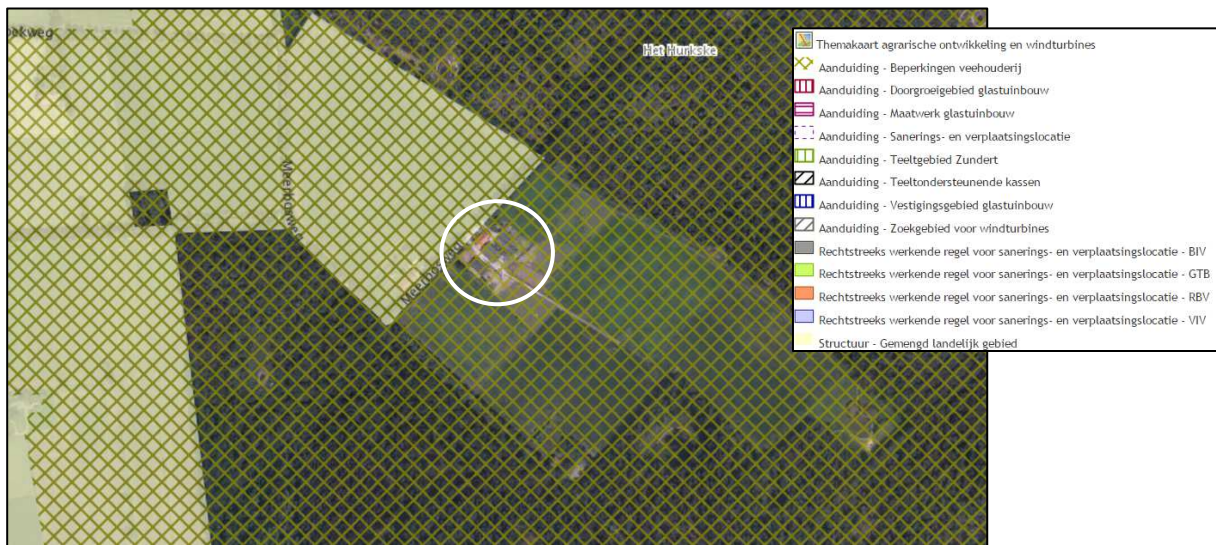 Het Hurkske
Themakaart agrarische ontwikkeling en windturbines
Aanduiding - Beperkingen veehouderij
Aanduiding - Doorgroeigebied glastuinbouw
Aanduiding - Maatwerk glastuinbouw
Aanduiding - Sanerings- en verplaatsingslocatie
Aanduiding - Teeltgebied Zundert
Aanduiding - Teeltondersteunende kassen
Aanduiding - Vestigingsgebied glastuinbouw
Aanduiding - Zoekgebied voor windturbines
Rechtstreeks werkende regel voor sanerings- en verplaatsingslocatie - BIV
Rechtstreeks werkende regel voor sanerings- en verplaatsingslocatie - GTB
Rechtstreeks werkende regel voor sanerings- en verplaatsingslocatie - RBV
Rechtstreeks werkende regel voor sanerings- en verplaatsingslocatie - VIV
Structuur - Gemengd landelijk gebied